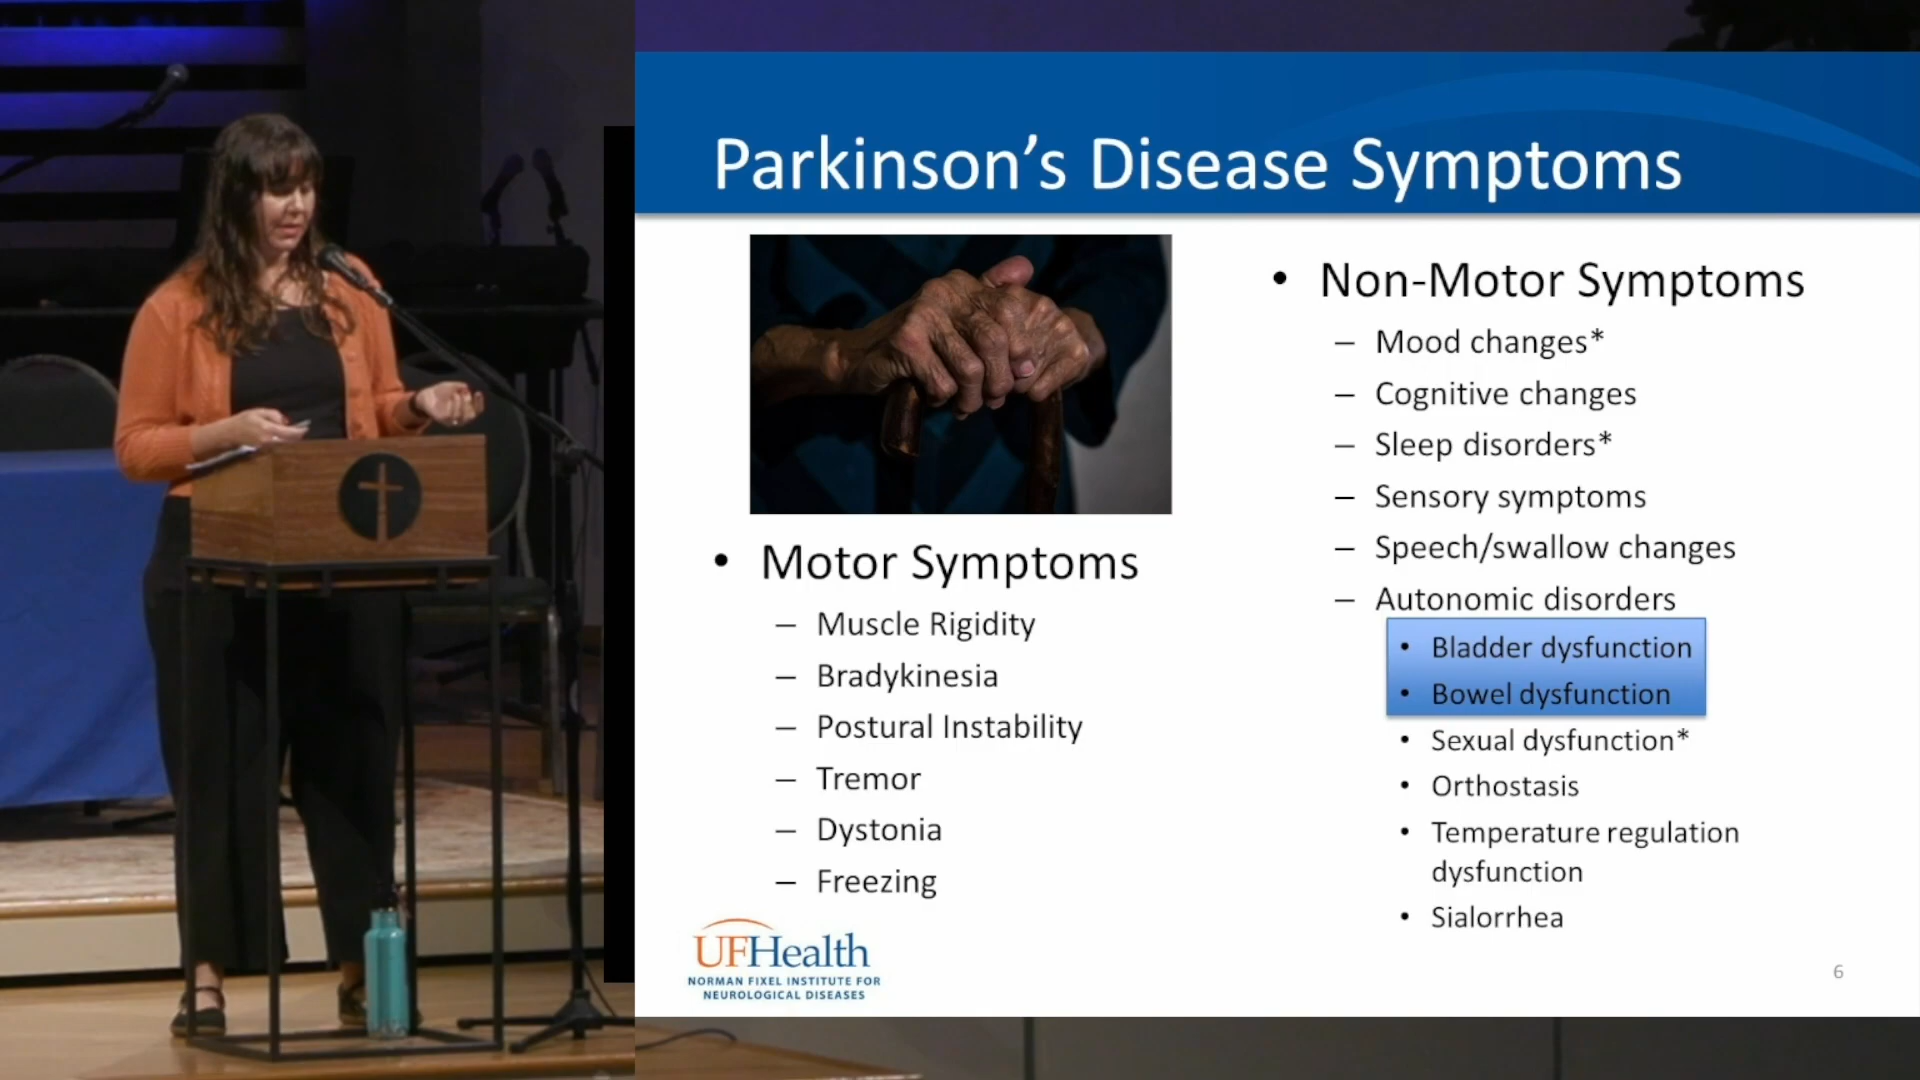 Parkinson's Disease Symptoms
• Motor Symptoms
– Muscle Rigidity
– Bradykinesia
– Postural Instability
– Tremor
– Dystonia
– Freezing
• Non-Motor Symptoms
– Mood changes*
– Cognitive changes
– Sleep disorders*
– Sensory symptoms
– Speech/swallow changes
– Autonomic disorders
• Bladder dysfunction
• Bowel dysfunction
• Sexual dysfunction*
• Orthostasis
• Temperature regulation
dysfunction
• Sialorrhea
UFHealth
NORMAN FIXEL INSTITUTE FOR
NEUROLOGICAL DISEASES
6